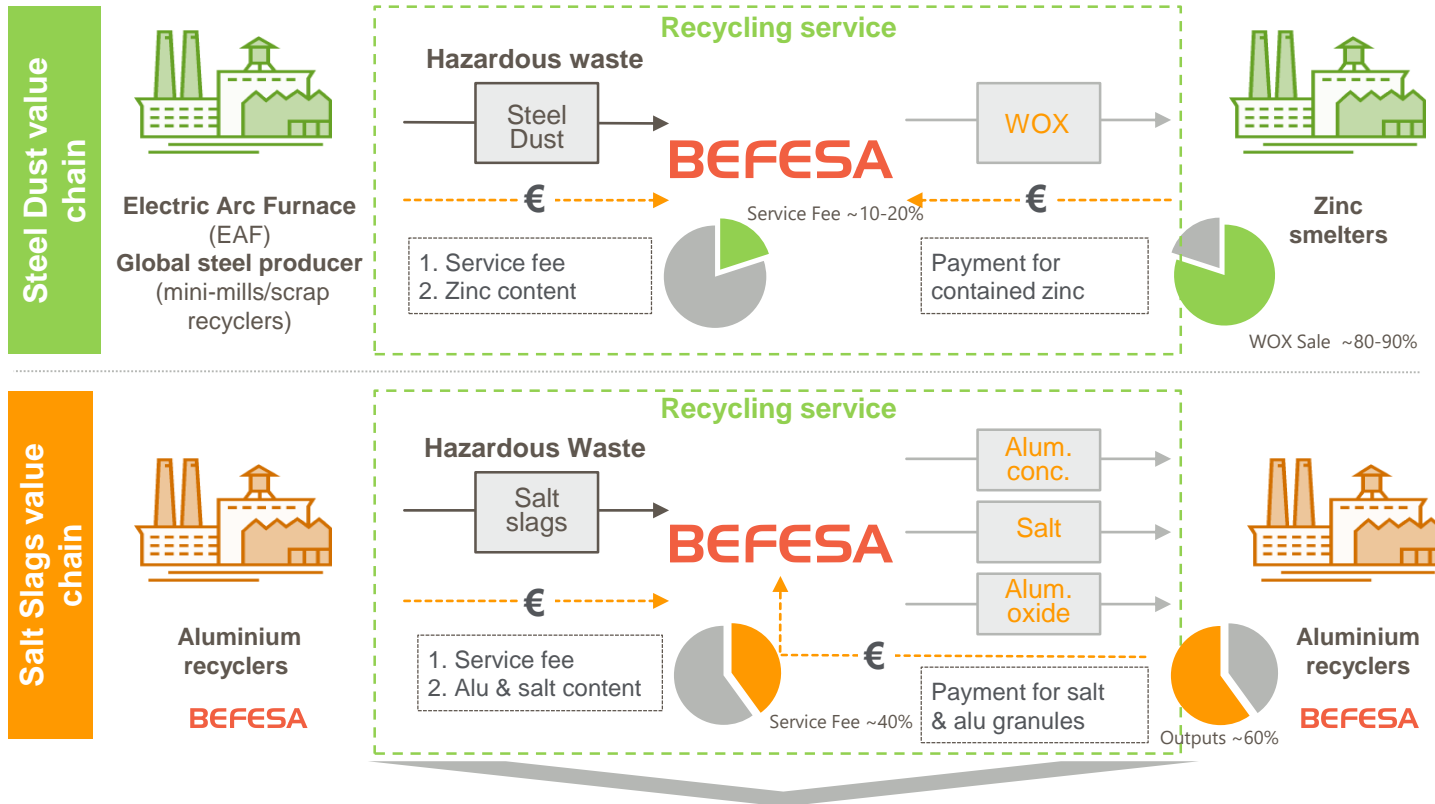 Steel Dust value
chain
Electric Arc Furnace
(EAF)
Global steel producer
(mini-mills/scrap
recyclers)
Recycling service
Hazardous waste
Steel
Dust
BEFESA
WOX
€
€
Service Fee ~10-20%
1. Service fee
2. Zinc content
Payment for
contained zinc
Zinc
smelters
WOX Sale ~80-90%
Salt Slags value
chain
Aluminium
recyclers
BEFESA
Recycling service
Hazardous Waste
Salt
slags
BEFESA
Alum.
conc.
Salt
Alum.
oxide
€
€
1. Service fee
2. Alu & salt content
Service Fee ~40%
Payment for salt
& alu granules
Outputs ~60%
Aluminium
recyclers
BEFESA